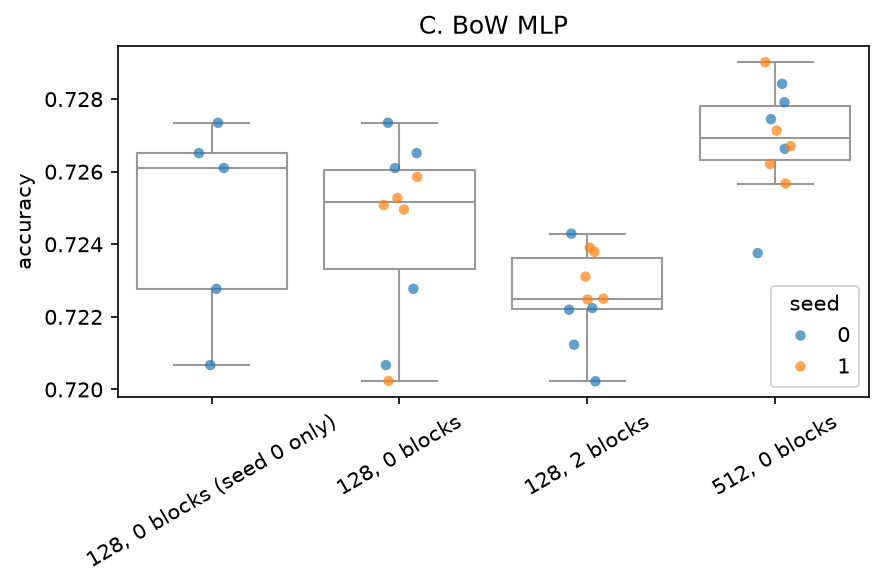 C. BoW MLP
accuracy
0.728
0.726
0.724
0.722
0.720
seed
0
1
128, 0 blocks (seed 0 only)
128, 0 blocks
128, 2 blocks
512, 0 blocks